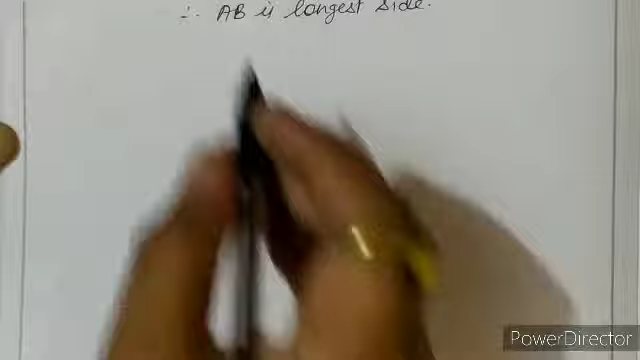 ∴ AB is longest side.
PowerDirector